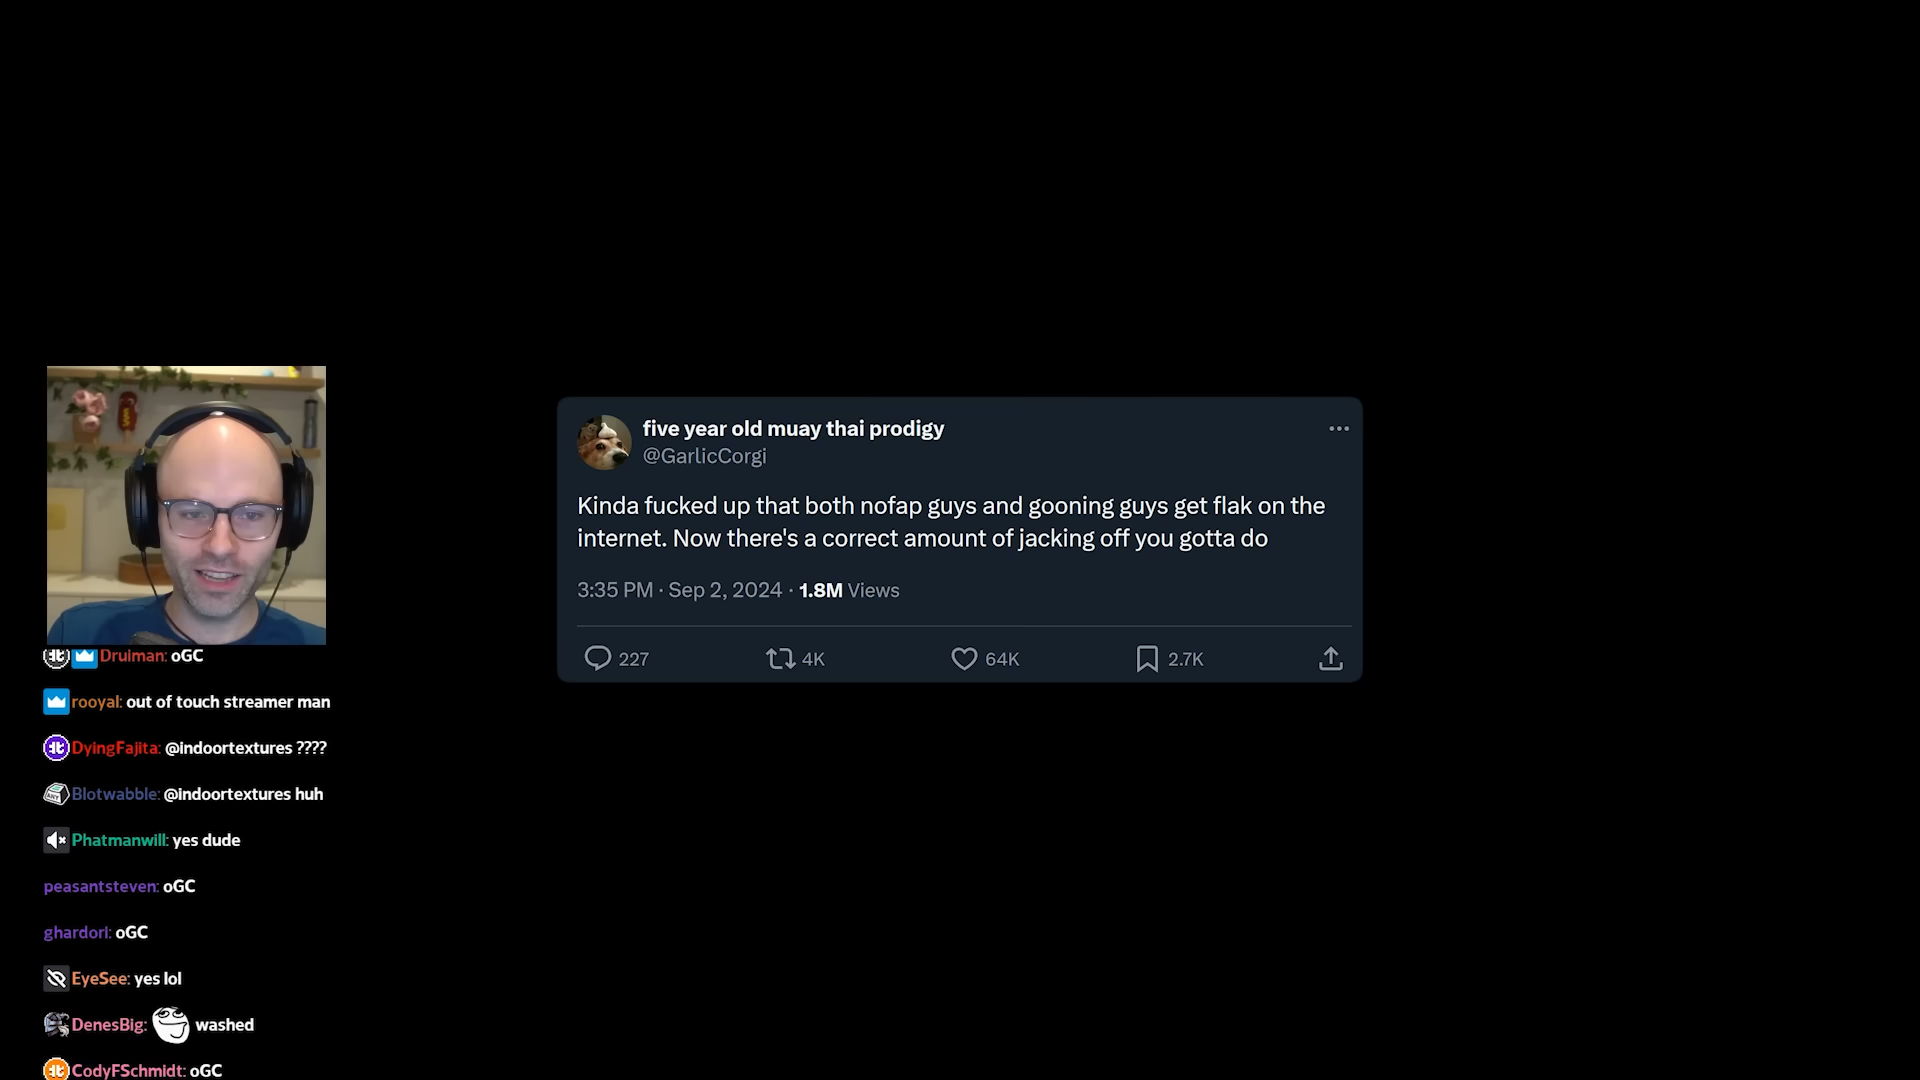 five year old muay thai prodigy
@GarlicCorgi
Kinda fucked up that both nofap guys and gooning guys get flak on the
internet. Now there's a correct amount of jacking off you gotta do
3:35 PM · Sep 2, 2024 · 1.8M Views
227 4K 64K 2.7K
Druiman: oGC
rooyal: out of touch streamer man
DyingFajita: @indoortextures ????
Blotwabble: @indoortextures huh
Phatmanwill: yes dude
peasantsteven: oGC
ghardori: oGC
EyeSee: yes lol
DenesBig: washed
CodyFSchmidt: oGC